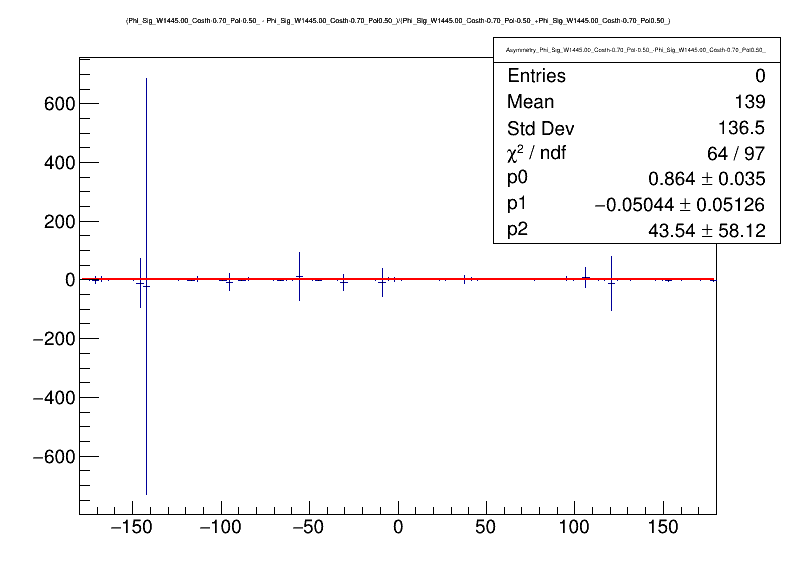 (Phi_Sig_W1445.00_Costh-0.70_Pol-0.50_ - Phi_Sig_W1445.00_Costh-0.70_Pol0.50_)/(Phi_Sig_W1445.00_Costh-0.70_Pol-0.50_+Phi_Sig_W1445.00_Costh-0.70_Pol0.50_)
Asymmetry_Phi_Sig_W1445.00_Costh-0.70_Pol-0.50_-Phi_Sig_W1445.00_Costh-0.70_Pol0.50_
Entries 0
Mean 139
Std Dev 136.5
χ² / ndf 64 / 97
p0 0.864 ± 0.035
p1 −0.05044 ± 0.05126
p2 43.54 ± 58.12
600
400
200
0
−200
−400
−600
−150 −100 −50 0 50 100 150